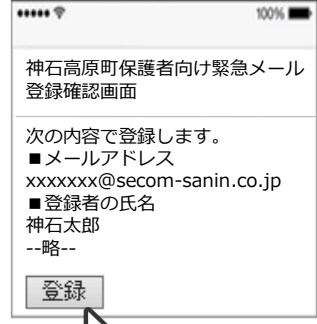 100%
神石高原町保護者向け緊急メール
登録確認画面
次の内容で登録します。
■メールアドレス
xxxxxxx@secom-sanin.co.jp
■登録者の氏名
神石太郎
--略--
登録